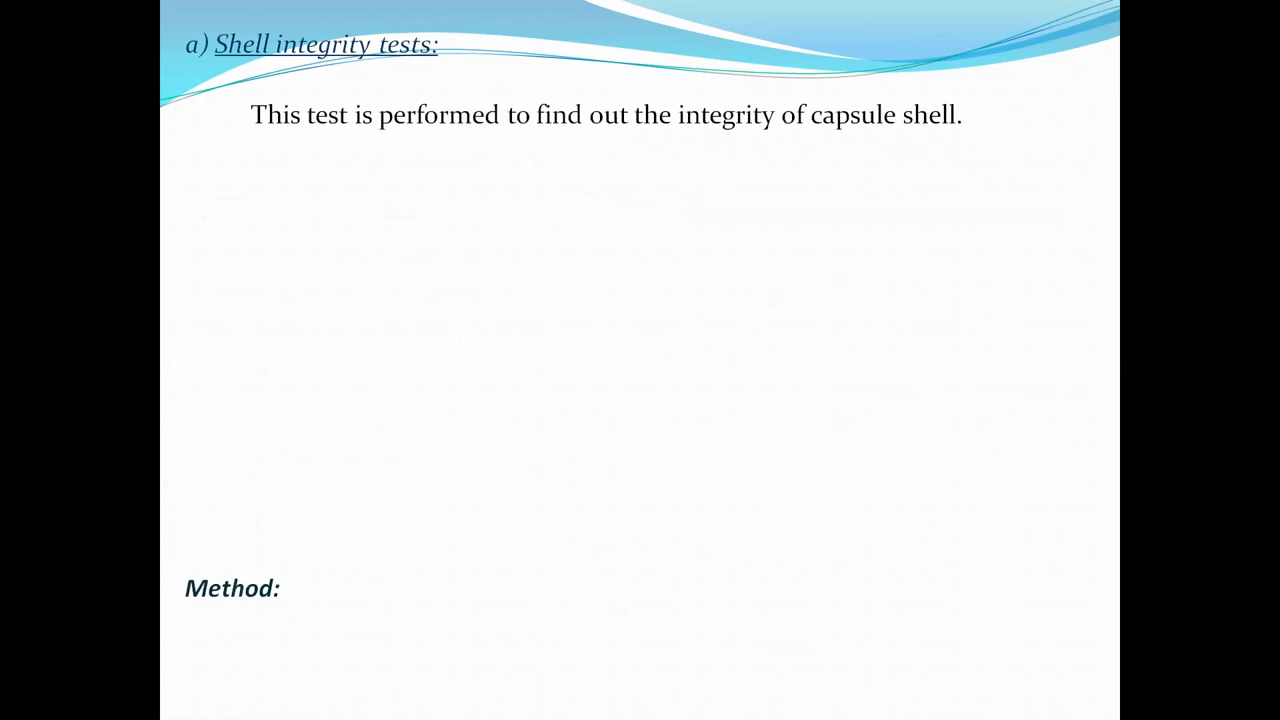 a) Shell integrity tests:
This test is performed to find out the integrity of capsule shell.
Method: